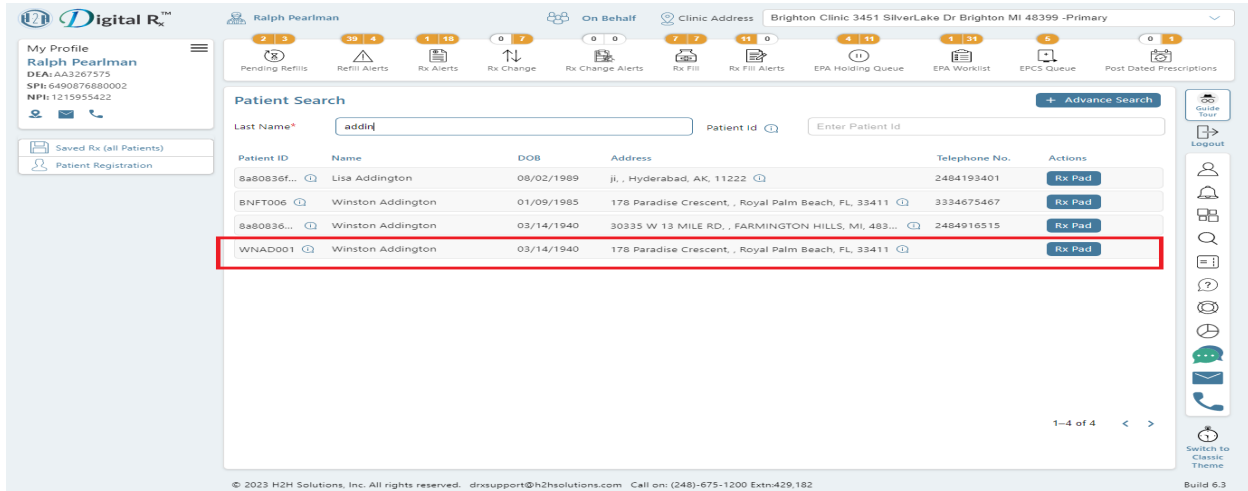 H2H Digital Rx™
Ralph Pearlman On Behalf Clinic Address Brighton Clinic 3451 SilverLake Dr Brighton MI 48399 -Primary
My Profile
Ralph Pearlman
DEA: AA3267575
SPI: 6490876880002
NPI: 1215955422
Saved Rx (all Patients)
Patient Registration
2 3 39 4 1 18 0 7 0 0 7 7 11 0 4 11 1 31 5 0 1
Pending Refills Refill Alerts Rx Alerts Rx Change Rx Change Alerts Rx Fill Rx Fill Alerts EPA Holding Queue EPA Worklist EPCS Queue Post Dated Prescriptions
Patient Search + Advance Search
Last Name* addin Patient Id Enter Patient Id
Patient ID Name DOB Address Telephone No. Actions
8a80836f... Lisa Addington 08/02/1989 ji, , Hyderabad, AK, 11222 2484193401 Rx Pad
BNFT006 Winston Addington 01/09/1985 178 Paradise Crescent, , Royal Palm Beach, FL, 33411 3334675467 Rx Pad
8a80836... Winston Addington 03/14/1940 30335 W 13 MILE RD, , FARMINGTON HILLS, MI, 483... 2484916515 Rx Pad
WNAD001 Winston Addington 03/14/1940 178 Paradise Crescent, , Royal Palm Beach, FL, 33411 Rx Pad
1–4 of 4 < >
Guide
Tour
Logout
Switch to
Classic
Theme
© 2023 H2H Solutions, Inc. All rights reserved. drxsupport@h2hsolutions.com Call on: (248)-675-1200 Extn:429,182 Build 6.3